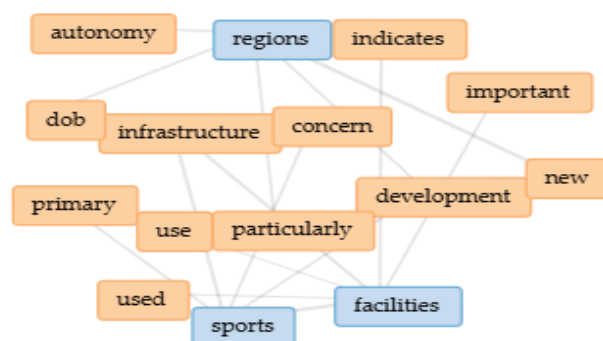 autonomy
regions
indicates
important
dob
infrastructure
concern
new
development
primary
use
particularly
used
facilities
sports